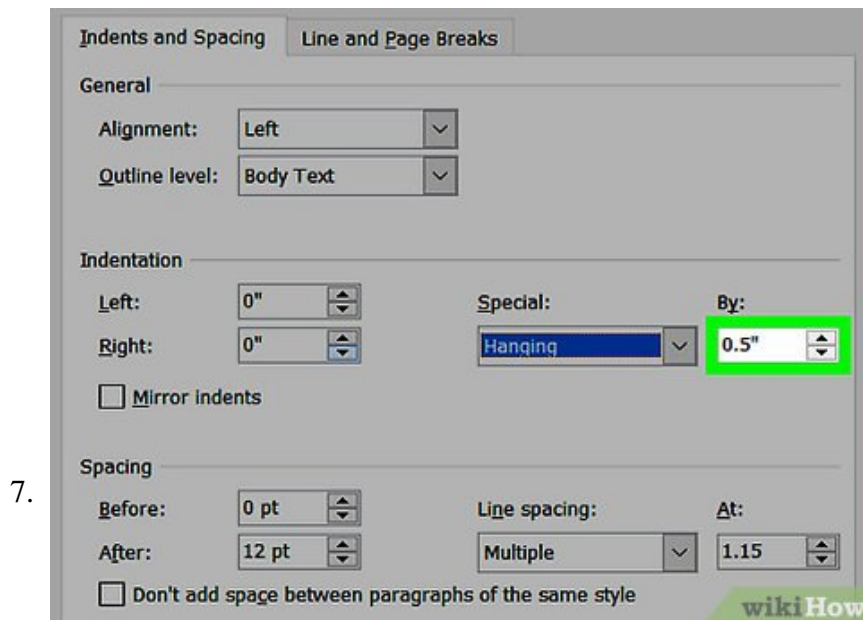 Indents and Spacing Line and Page Breaks
General
Alignment: Left
Outline level: Body Text
Indentation
Left: 0" Special: By:
Right: 0" Hanging 0.5"
Mirror indents
Spacing
7.
Before: 0 pt Line spacing: At:
After: 12 pt Multiple 1.15
Don't add space between paragraphs of the same style
wikiHow